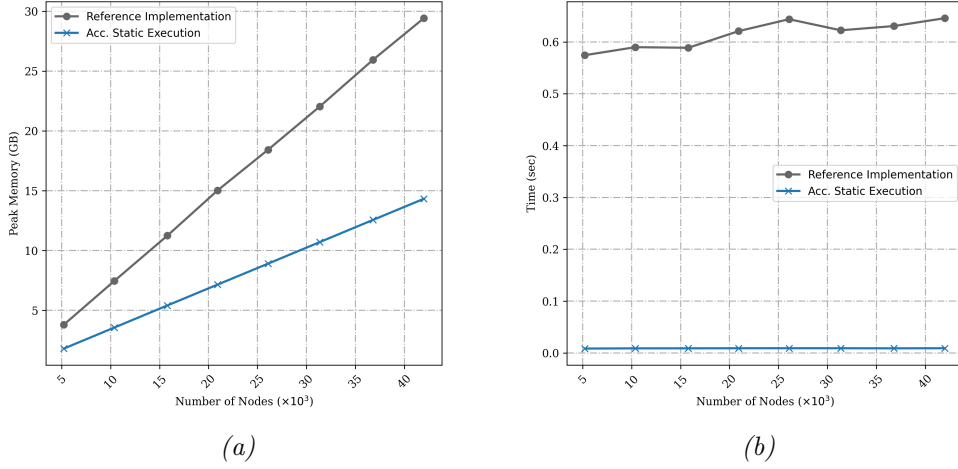 Reference Implementation
Acc. Static Execution
30
25
20
15
10
5
Peak Memory (GB)
5
10
15
20
25
30
35
40
Number of Nodes (×10³)
(a)
0.6
0.5
0.4
0.3
0.2
0.1
0.0
Time (sec)
Reference Implementation
Acc. Static Execution
5
10
15
20
25
30
35
40
Number of Nodes (×10³)
(b)